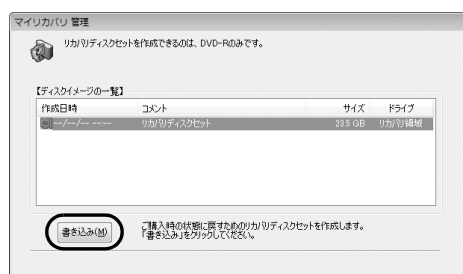 マイリカバリ 管理
リカバリディスクセットを作成できるのは、DVD-Rのみです。
【ディスクイメージの一覧】
作成日時 コメント サイズ ドライブ
--/--/-- --:-- リカバリディスクセット 23.5 GB リカバリ領域
書き込み(M)
ご購入時の状態に戻すためのリカバリディスクセットを作成します。
「書き込み」をクリックしてください。